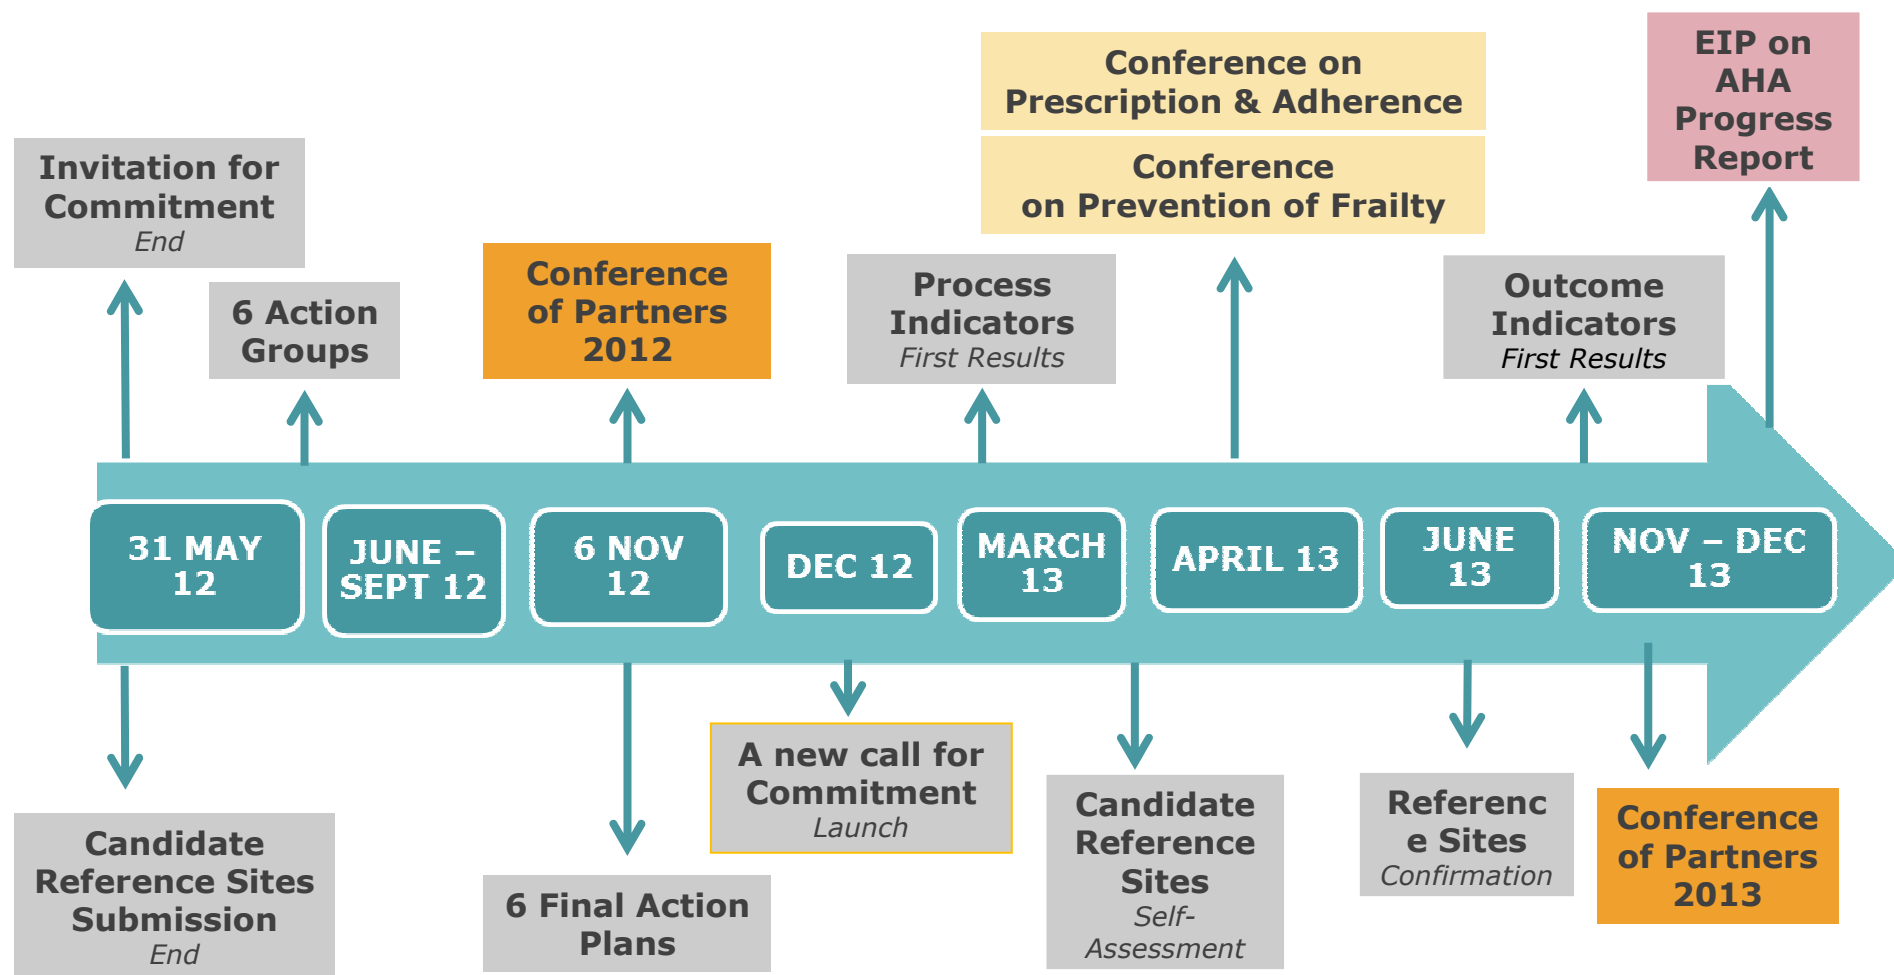 Invitation for
Commitment
End
6 Action
Groups
Conference
of Partners
2012
Process
Indicators
First Results
Conference on
Prescription & Adherence
Conference
on Prevention of Frailty
Outcome
Indicators
First Results
EIP on
AHA
Progress
Report
31 MAY
12
JUNE –
SEPT 12
6 NOV
12
DEC 12
MARCH
13
APRIL 13
JUNE
13
NOV – DEC
13
Candidate
Reference Sites
Submission
End
6 Final Action
Plans
A new call for
Commitment
Launch
Candidate
Reference
Sites
Self-
Assessment
Referenc
e Sites
Confirmation
Conference
of Partners
2013